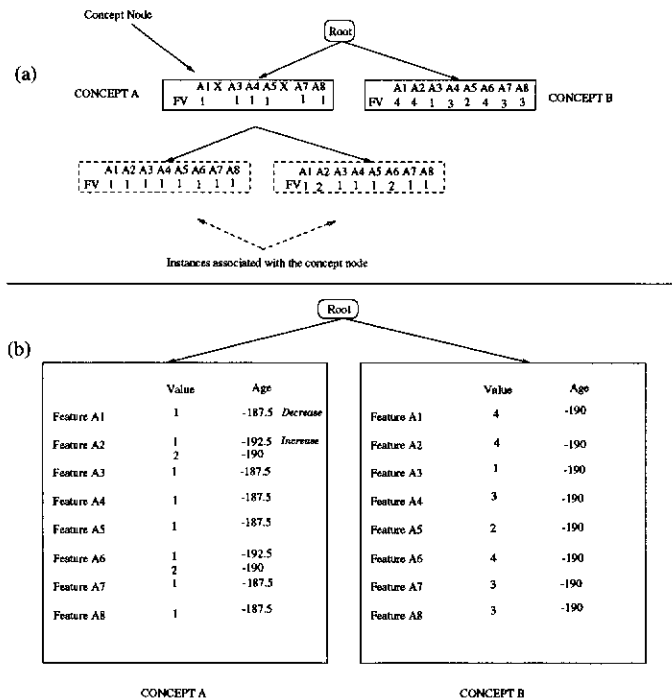 Concept Node
Root
(a)
CONCEPT A
A1 X A3 A4 A5 X A7 A8
FV 1 1 1 1 1 1
A1 A2 A3 A4 A5 A6 A7 A8
FV 4 4 1 3 2 4 3 3
CONCEPT B
A1 A2 A3 A4 A5 A6 A7 A8
FV 1 1 1 1 1 1 1 1
A1 A2 A3 A4 A5 A6 A7 A8
FV 1 2 1 1 1 2 1 1
Instances associated with the concept node
Root
(b)
Value Age
Feature A1 1 -187.5 Decrease
Feature A2 1 -192.5 Increase
2 -190
Feature A3 1 -187.5
Feature A4 1 -187.5
Feature A5 1 -187.5
Feature A6 1 -192.5
2 -190
Feature A7 1 -187.5
Feature A8 1 -187.5
CONCEPT A
Value Age
Feature A1 4 -190
Feature A2 4 -190
Feature A3 1 -190
Feature A4 3 -190
Feature A5 2 -190
Feature A6 4 -190
Feature A7 3 -190
Feature A8 3 -190
CONCEPT B